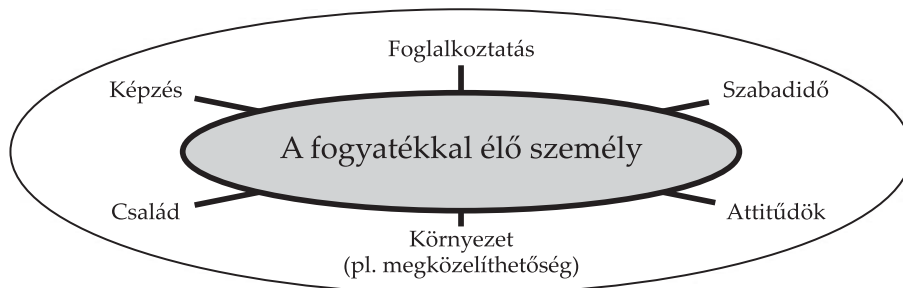 Foglalkoztatás
Képzés
Szabadidő
A fogyatékkal élő személy
Család
Attitűdök
Környezet
(pl. megközelíthetőség)